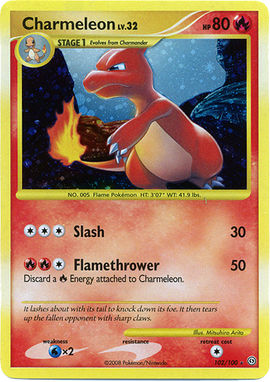 Charmeleon LV.32 HP 80
STAGE 1 Evolves from Charmander
NO. 005 Flame Pokémon HT: 3'07" WT: 41.9 lbs.
Slash 30
Flamethrower 50
Discard a Energy attached to Charmeleon.
It lashes about with its tail to knock down its foe. It then tears
up the fallen opponent with sharp claws.
Illus. Mitsuhiro Arita
weakness resistance retreat cost
×2
©2008 Pokémon/Nintendo 102/100